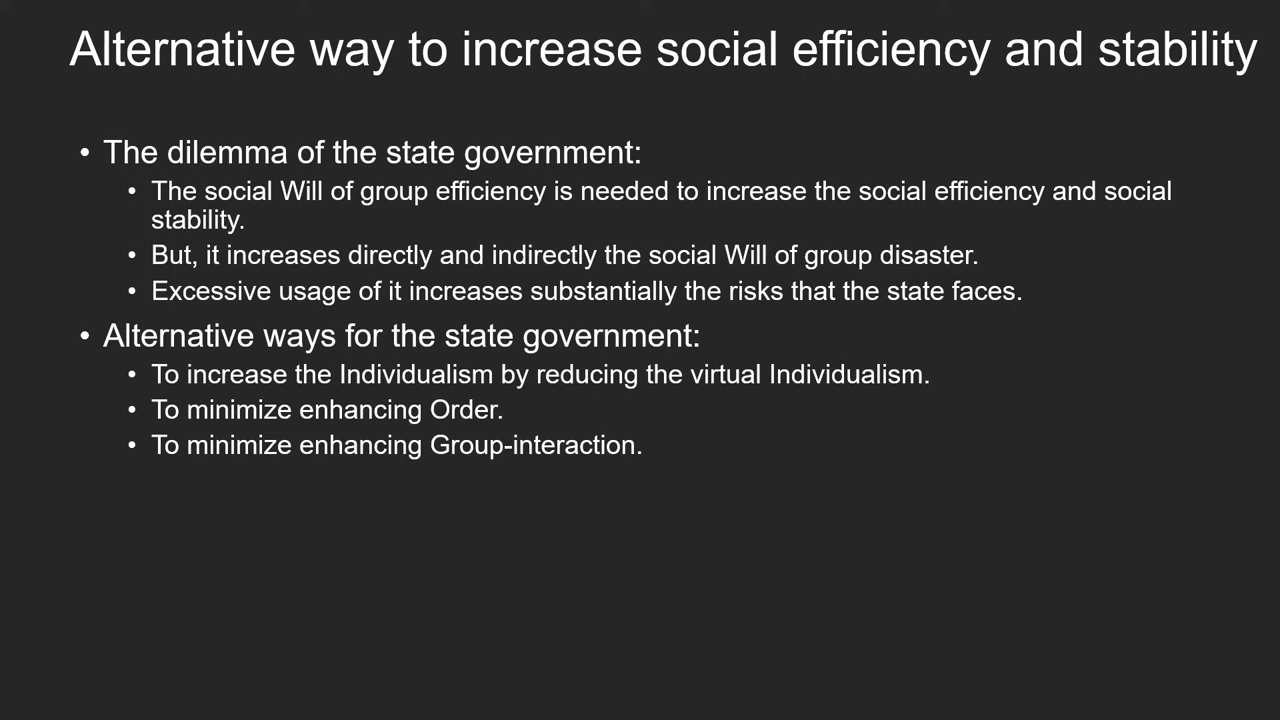 Alternative way to increase social efficiency and stability
• The dilemma of the state government:
• The social Will of group efficiency is needed to increase the social efficiency and social
stability.
• But, it increases directly and indirectly the social Will of group disaster.
• Excessive usage of it increases substantially the risks that the state faces.
• Alternative ways for the state government:
• To increase the Individualism by reducing the virtual Individualism.
• To minimize enhancing Order.
• To minimize enhancing Group-interaction.